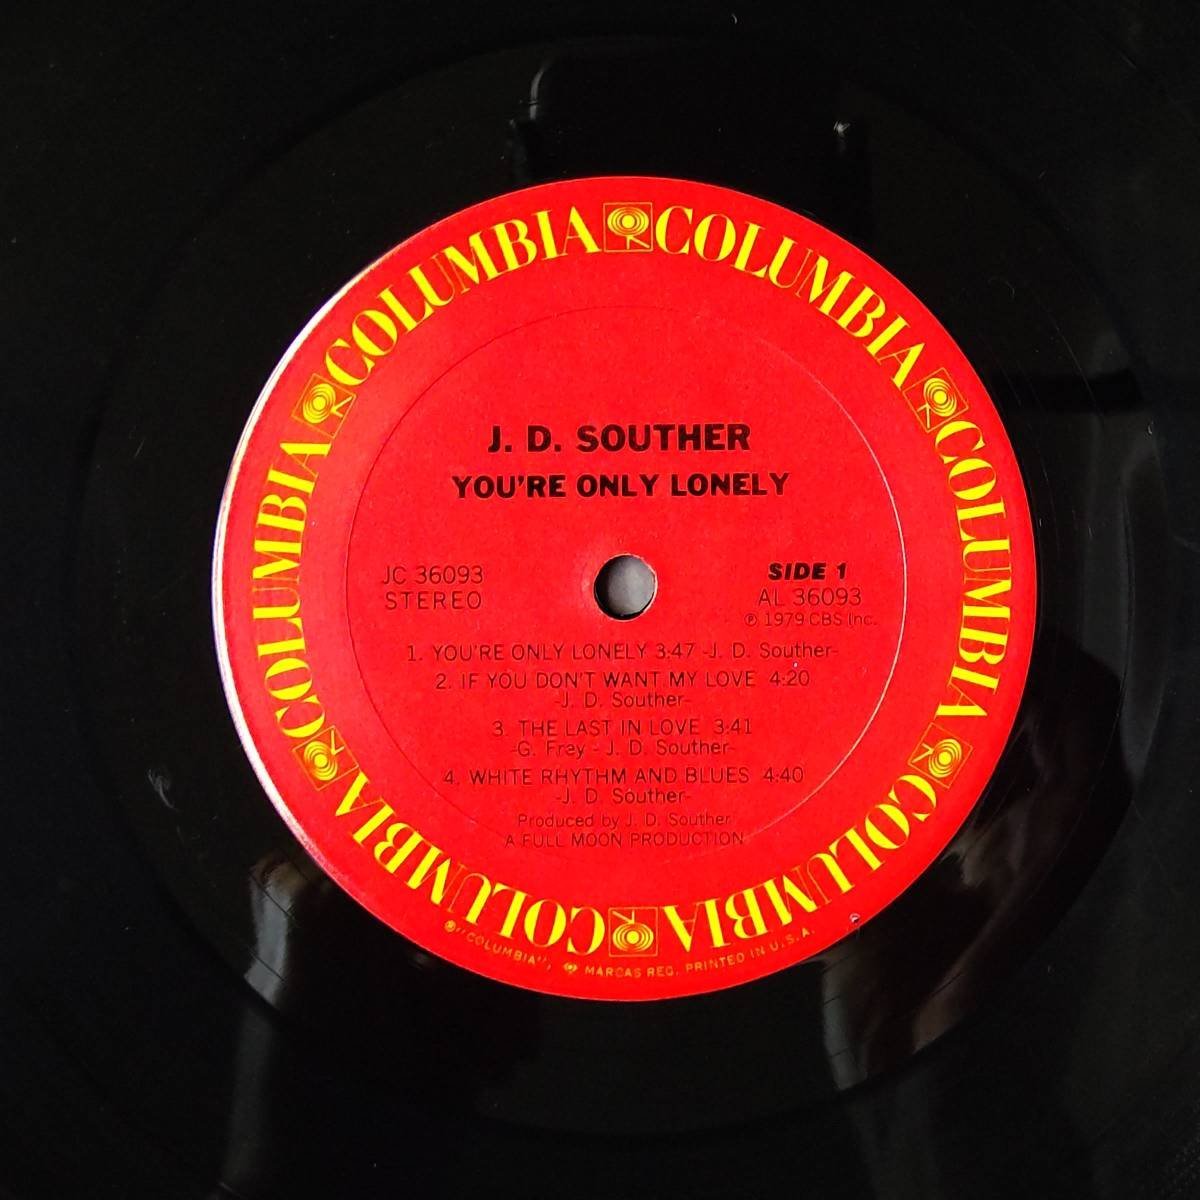 COLUMBIA COLUMBIA COLUMBIA COLUMBIA COLUMBIA COLUMBIA COLUMBIA COLUMBIA
J. D. SOUTHER
YOU'RE ONLY LONELY
JC 36093
STEREO
SIDE 1
AL 36093
Ⓟ 1979 CBS Inc.
1. YOU'RE ONLY LONELY 3:47 -J. D. Souther-
2. IF YOU DON'T WANT MY LOVE 4:20
-J. D. Souther-
3. THE LAST IN LOVE 3:41
-G. Frey - J. D. Souther-
4. WHITE RHYTHM AND BLUES 4:40
-J. D. Souther-
Produced by J. D. Souther
A FULL MOON PRODUCTION
® "COLUMBIA", MARCAS REG. PRINTED IN U.S.A.